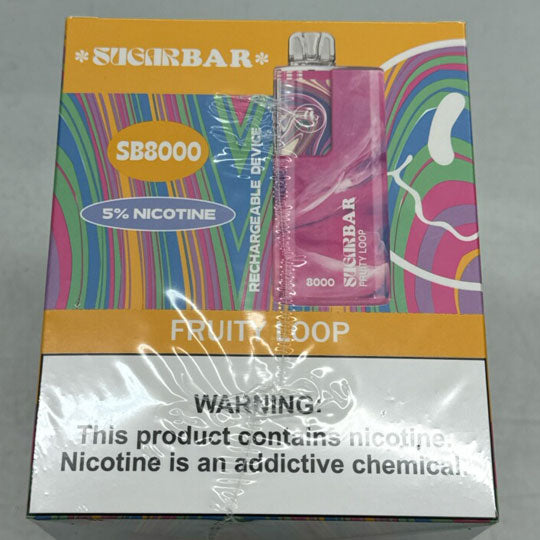 *SUGARBAR*
SB8000
5% NICOTINE
RECHARGEABLE DEVICE
8000
SUGARBAR
FRUITY LOOP
FRUITY LOOP
WARNING:
This product contains nicotine.
Nicotine is an addictive chemical.